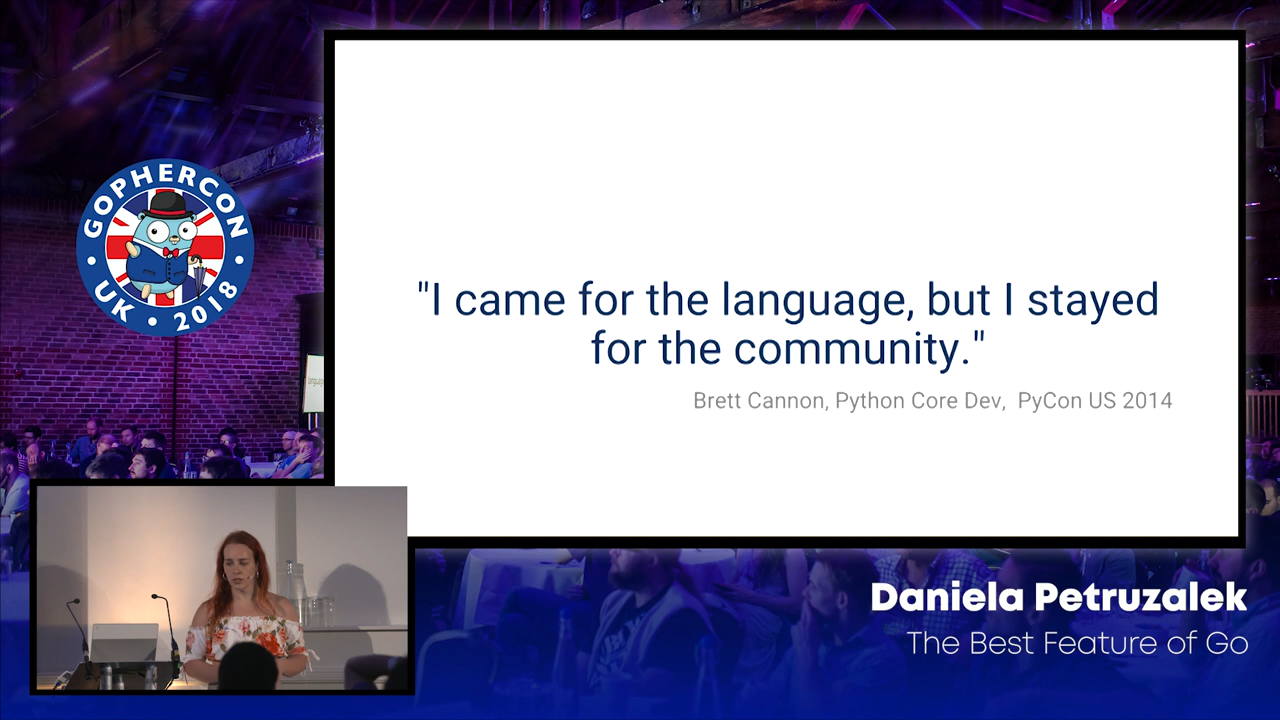 GOPHERCON
UK • 2018
"I came for the language, but I stayed
for the community."
Brett Cannon, Python Core Dev,  PyCon US 2014
Daniela Petruzalek
The Best Feature of Go